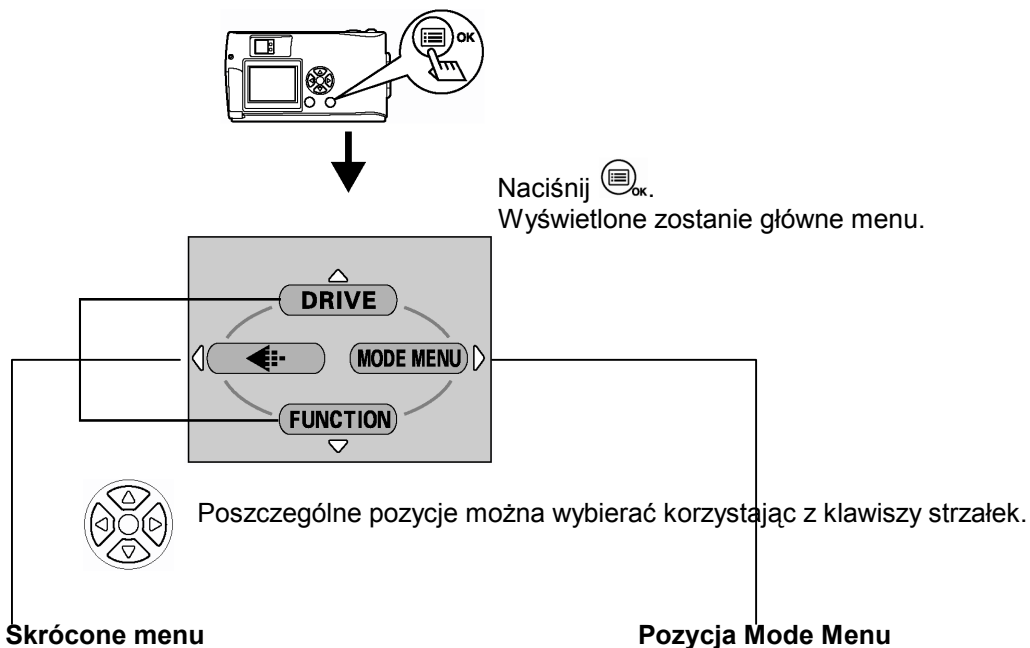 OK
Naciśnij OK.
Wyświetlone zostanie główne menu.
DRIVE
MODE MENU
FUNCTION
Poszczególne pozycje można wybierać korzystając z klawiszy strzałek.
Skrócone menu
Pozycja Mode Menu